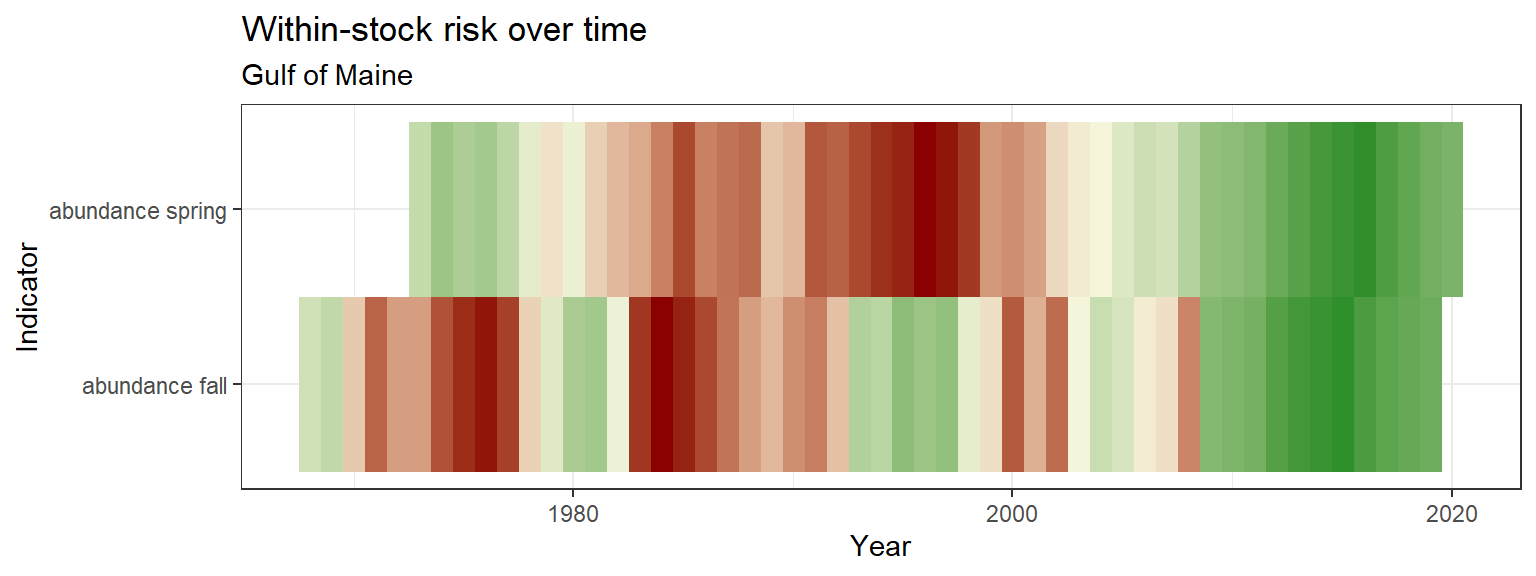 Within-stock risk over time
Gulf of Maine
Indicator
abundance spring
abundance fall
1980 2000 2020
Year